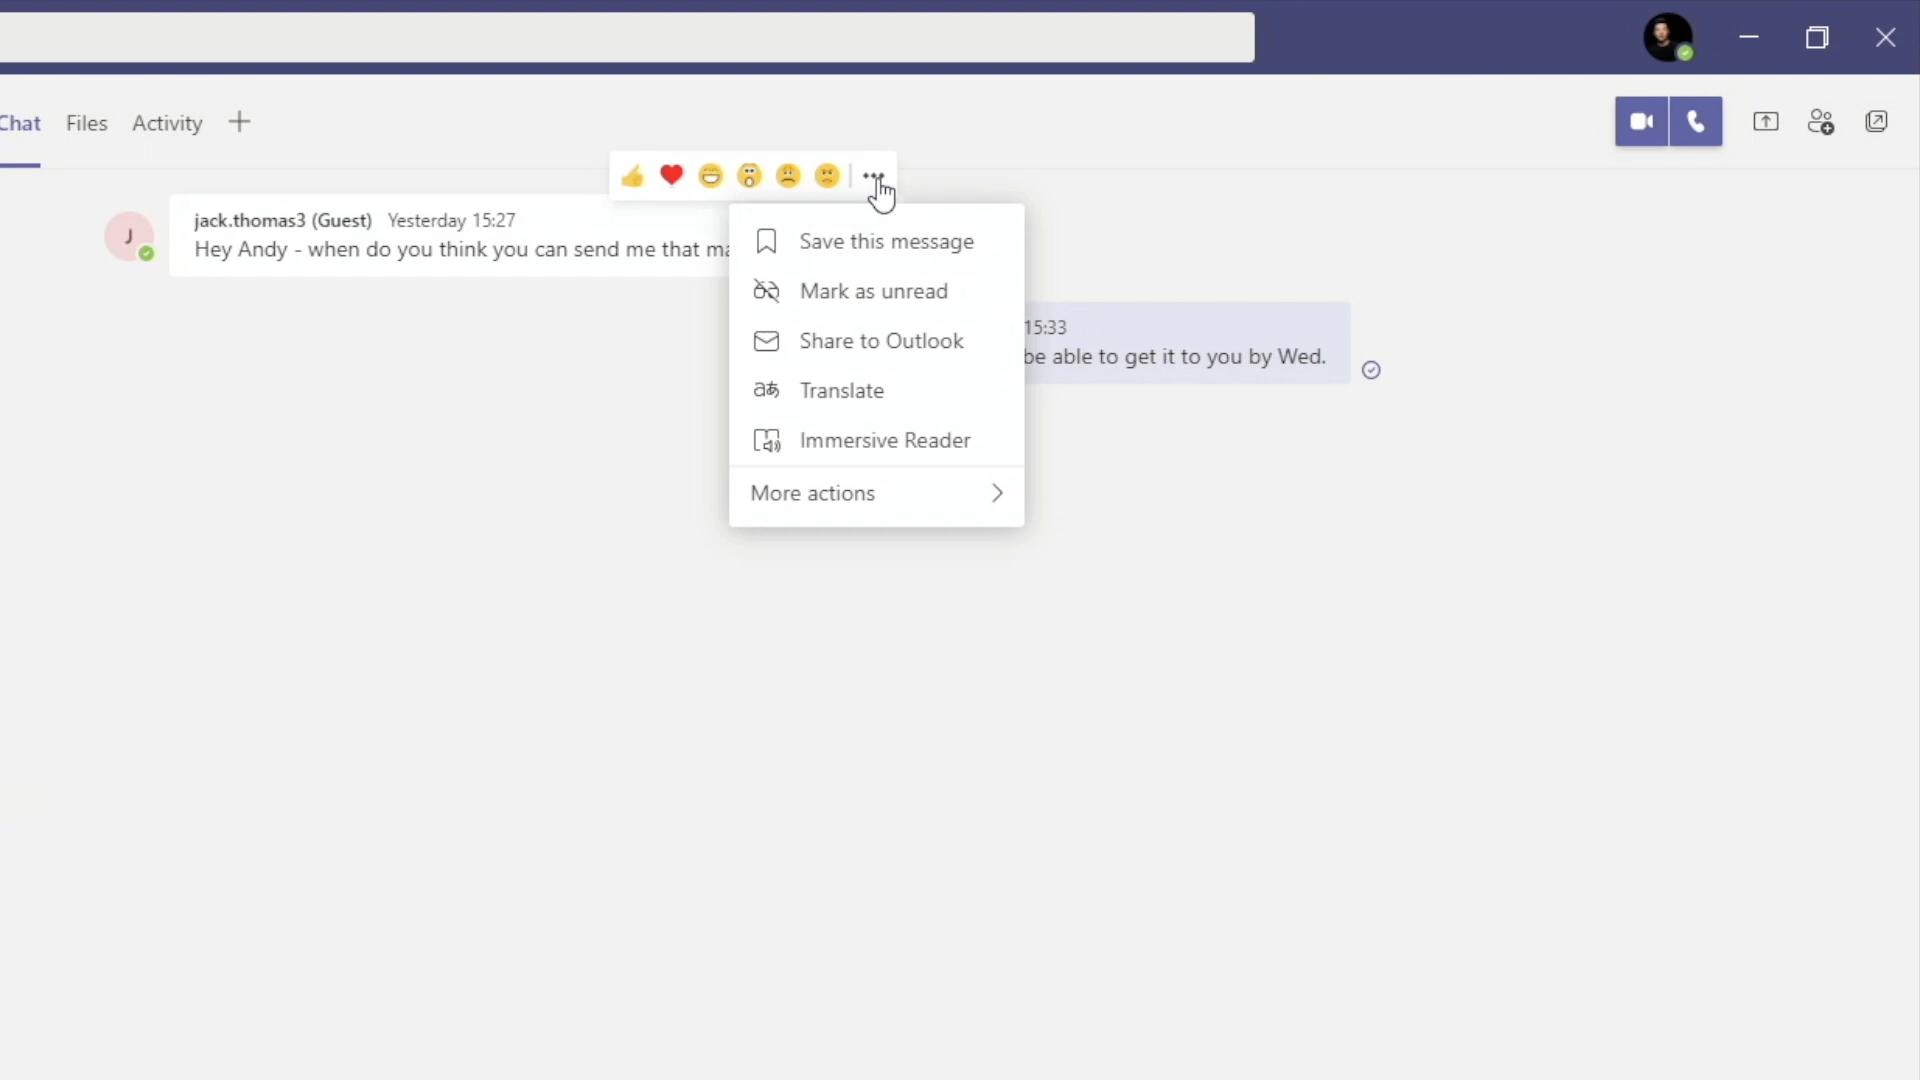 Chat Files Activity
jack.thomas3 (Guest) Yesterday 15:27
Hey Andy - when do you think you can send me that
J
Save this message
Mark as unread
15:33
Share to Outlook
be able to get it to you by Wed.
aあ Translate
Immersive Reader
More actions